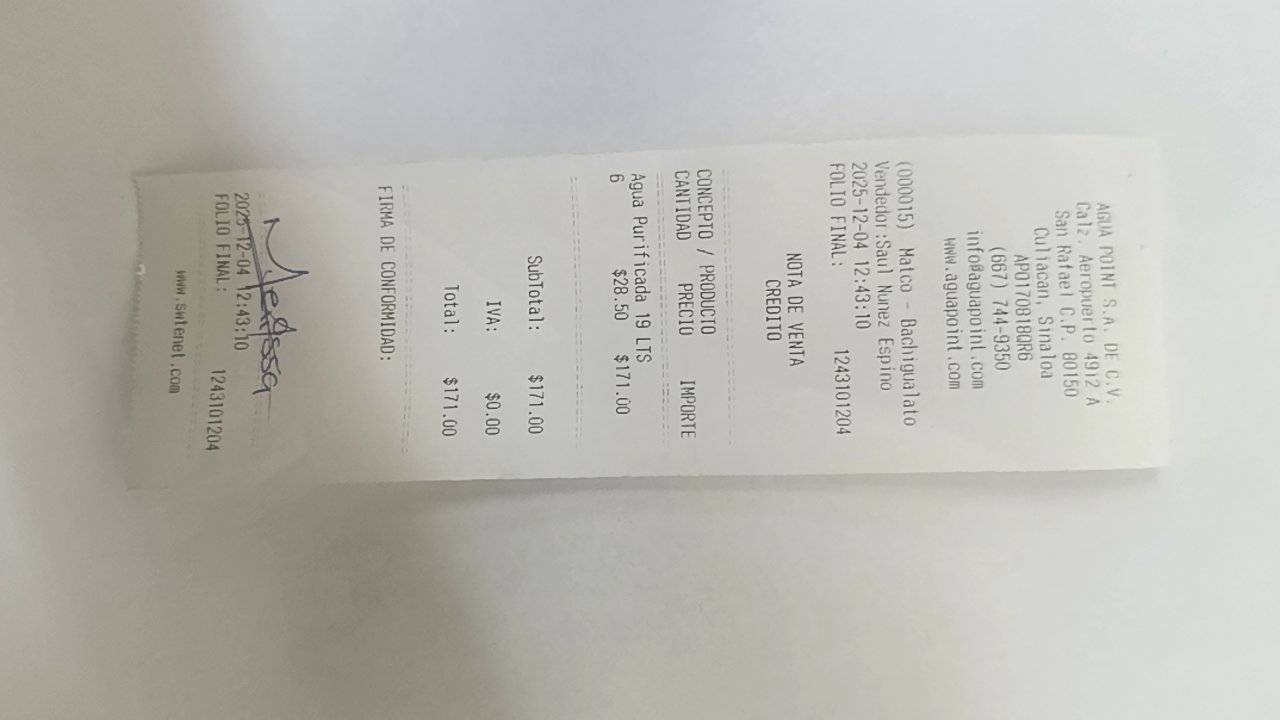 AGUA POINT S.A. DE C.V.
Calz. Aeropuerto 4912 A
San Rafael C.P. 80150
Culiacan, Sinaloa
APO170818QR6
(667) 744-9350
info@aguapoint.com
www.aguapoint.com
(000015) Matco - Bachigualato
Vendedor:Saul Nunez Espino
2025-12-04 12:43:10
FOLIO FINAL: 1243101204
NOTA DE VENTA
CREDITO
CONCEPTO / PRODUCTO
CANTIDAD PRECIO IMPORTE
Agua Purificada 19 LTS
6 $28.50 $171.00
SubTotal: $171.00
IVA: $0.00
Total: $171.00
FIRMA DE CONFORMIDAD:
2025-12-04 12:43:10
FOLIO FINAL: 1243101204
www.swtenet.com